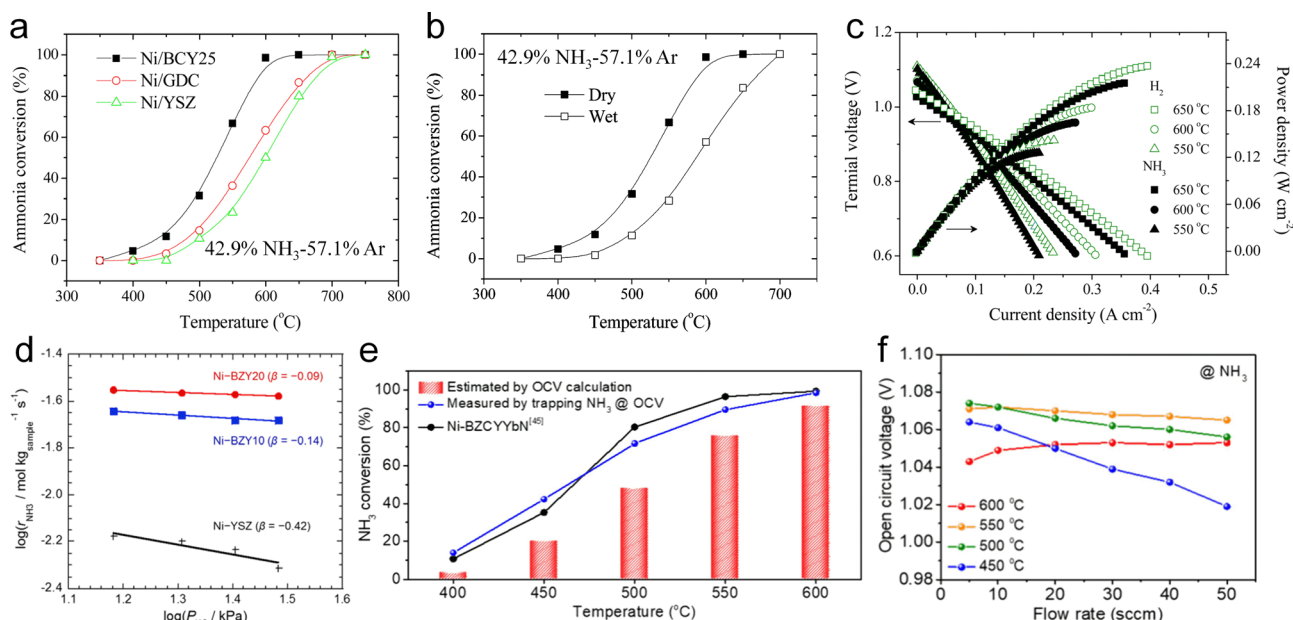 a
Ni/BCY25
Ni/GDC
Ni/YSZ
42.9% NH3-57.1% Ar
Ammonia conversion (%)
100
80
60
40
20
0
300 400 500 600 700 800
Temperature (°C)
b
42.9% NH3-57.1% Ar
Dry
Wet
Ammonia conversion (%)
100
80
60
40
20
0
300 400 500 600 700
Temperature (°C)
c
Termial voltage (V)
1.0
0.8
0.6
H2
650 °C
600 °C
550 °C
NH3
650 °C
600 °C
550 °C
0.24
0.18
0.12
0.06
0.00
Power density (W cm-2)
0.0 0.1 0.2 0.3 0.4 0.5
Current density (A cm-2)
d
Ni−BZY20 (β = −0.09)
Ni−BZY10 (β = −0.14)
Ni−YSZ (β = −0.42)
log(rNH3 / mol kgsample-1 s-1)
-1.4
-1.6
-1.8
-2.0
-2.2
-2.4
1.1 1.2 1.3 1.4 1.5 1.6
/ kPa)
e
Estimated by OCV calculation
Measured by trapping NH3 @ OCV
Ni-BZCYYbN[45]
NH3 conversion (%)
100
80
60
40
20
0
400 450 500 550 600
Temperature (°C)
f
@ NH3
Open circuit voltage (V)
1.10
1.08
1.06
1.04
1.02
1.00
0.98
600 °C
550 °C
500 °C
450 °C
0 10 20 30 40 50
Flow rate (sccm)